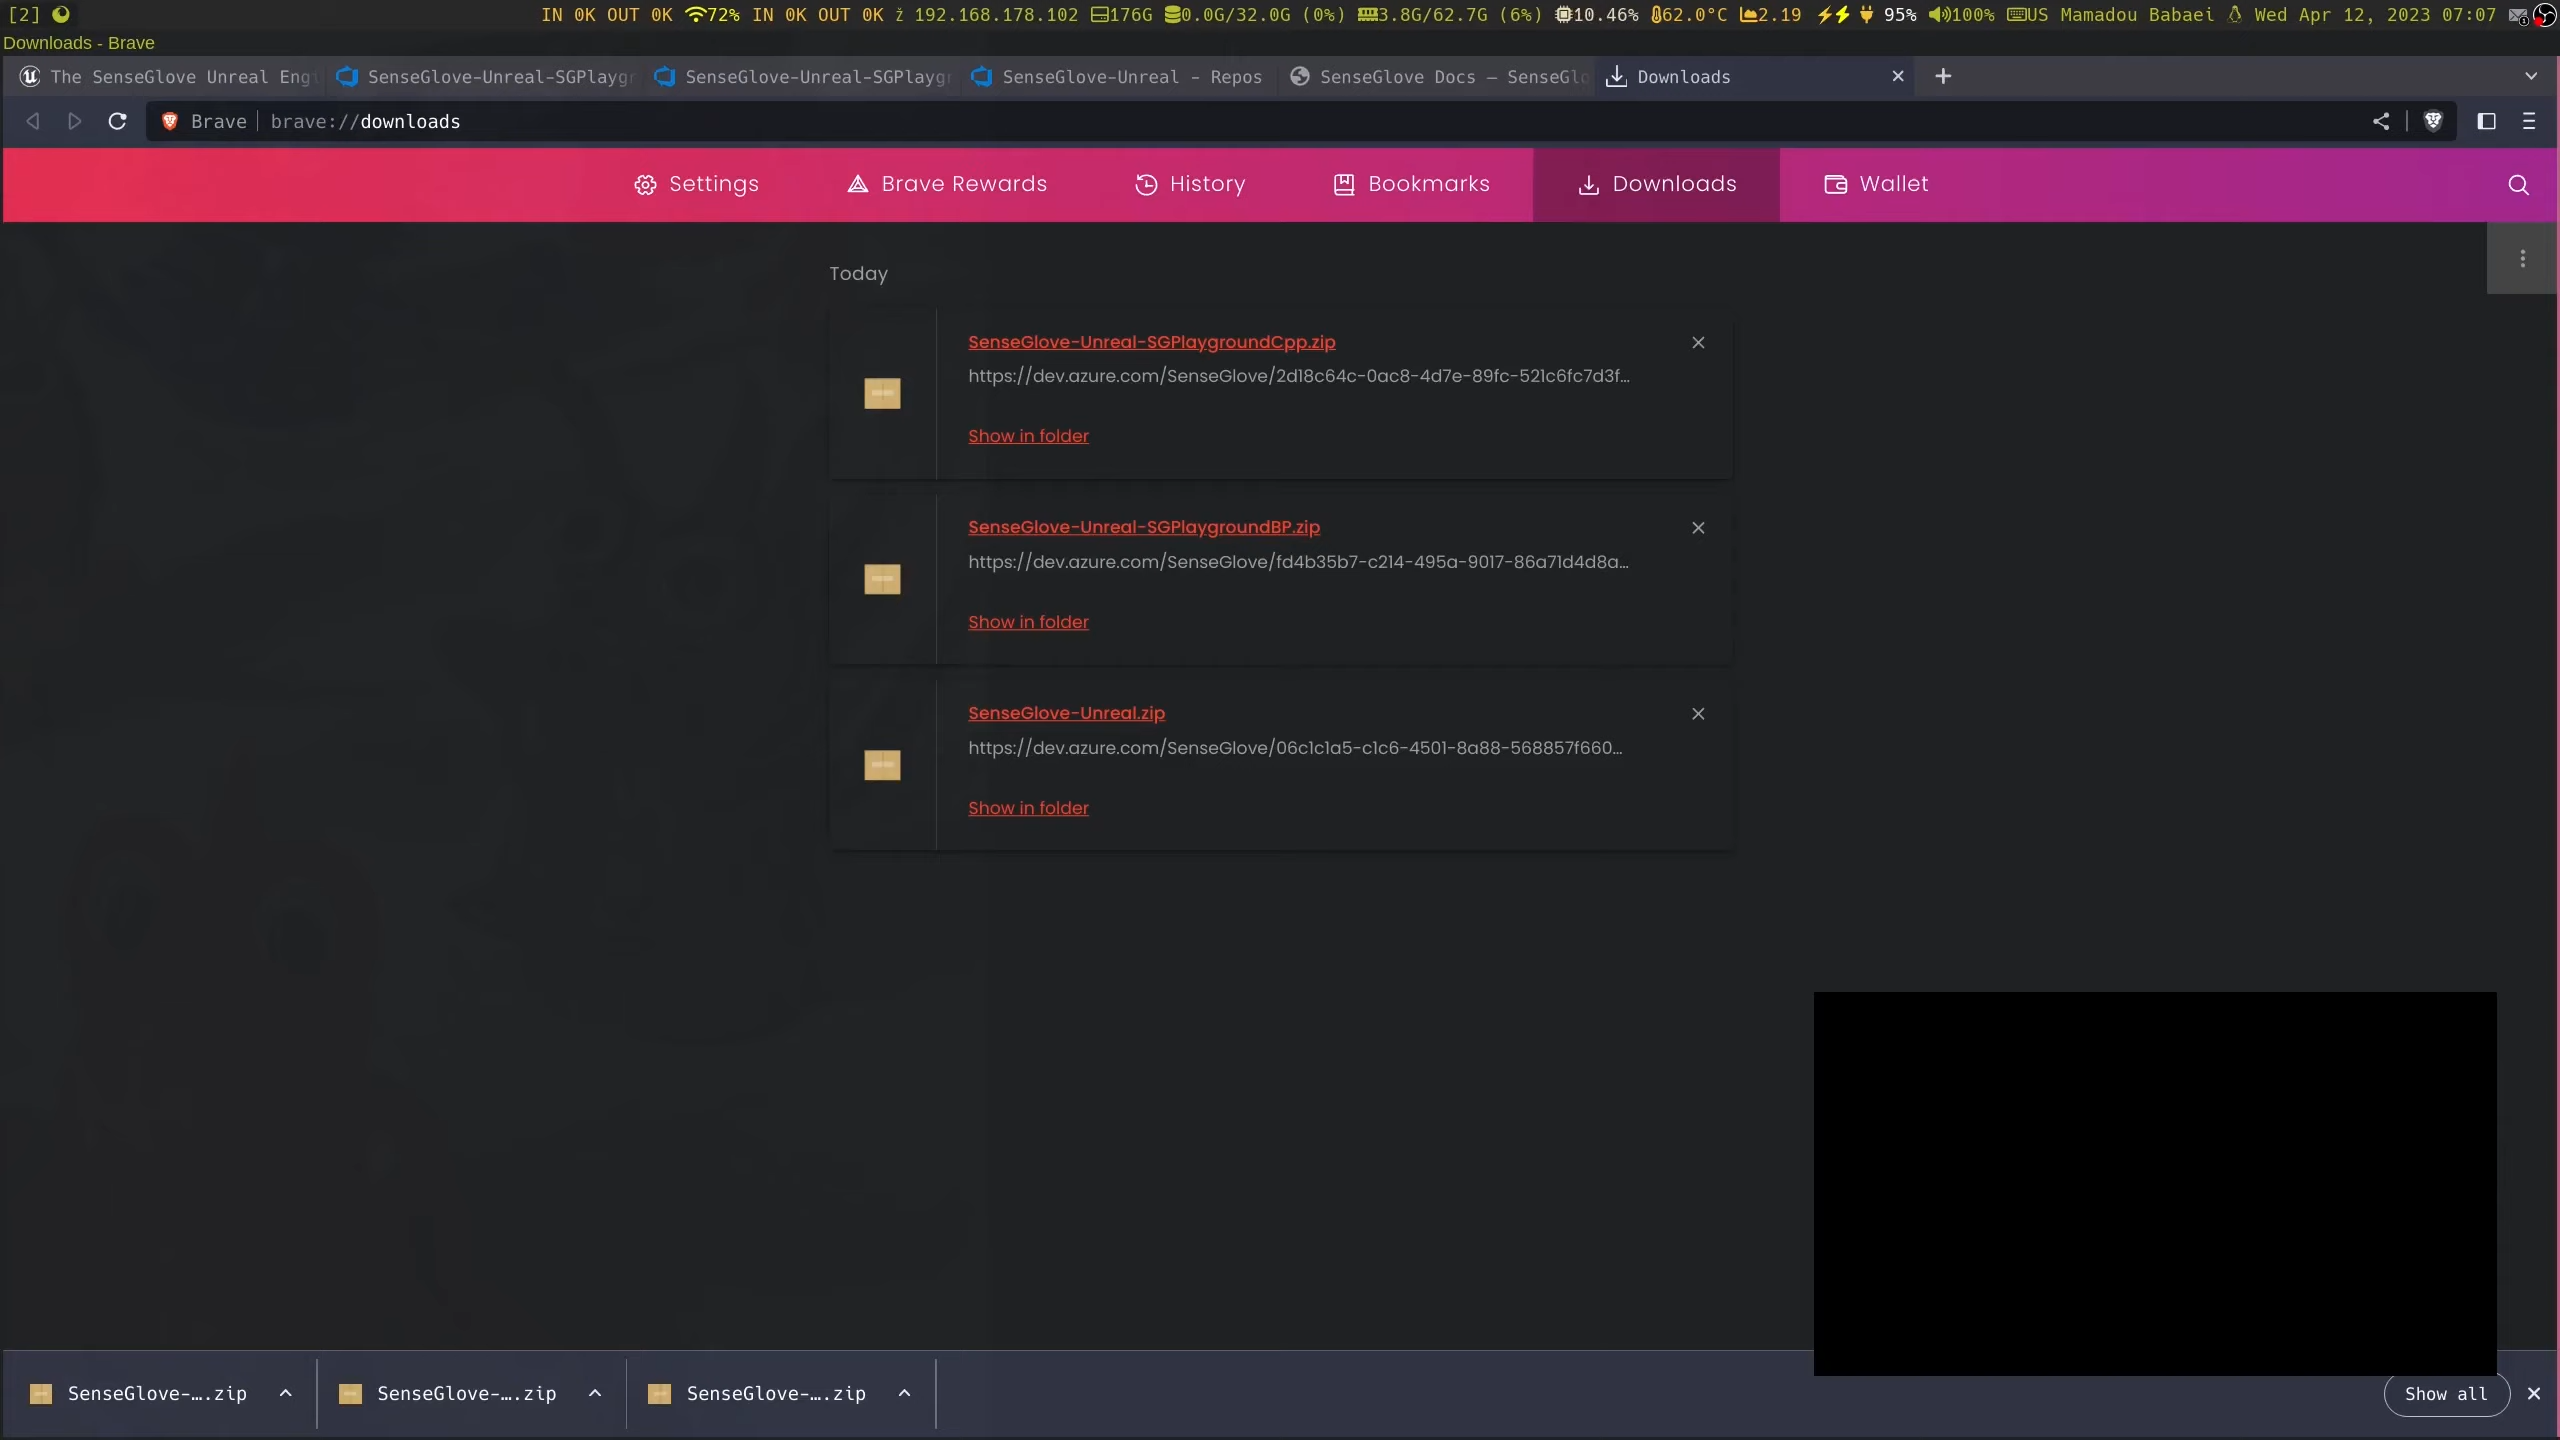 [2] IN 0K OUT 0K 72% IN 0K OUT 0K ż 192.168.178.102 176G 0.0G/32.0G (0%) 3.8G/62.7G (6%) 10.46% 62.0°C 2.19 95% 100% US Mamadou Babaei Wed Apr 12, 2023 07:07
Downloads - Brave
The SenseGlove Unreal Engi SenseGlove-Unreal-SGPlaygr SenseGlove-Unreal-SGPlaygr SenseGlove-Unreal - Repos SenseGlove Docs — SenseGlo Downloads
Brave brave://downloads
Settings Brave Rewards History Bookmarks Downloads Wallet
Today
SenseGlove-Unreal-SGPlaygroundCpp.zip
https://dev.azure.com/SenseGlove/2d18c64c-0ac8-4d7e-89fc-521c6fc7d3f…
Show in folder
SenseGlove-Unreal-SGPlaygroundBP.zip
https://dev.azure.com/SenseGlove/fd4b35b7-c214-495a-9017-86a71d4d8a…
Show in folder
SenseGlove-Unreal.zip
https://dev.azure.com/SenseGlove/06c1c1a5-c1c6-4501-8a88-568857f660…
Show in folder
SenseGlove-….zip SenseGlove-….zip SenseGlove-….zip Show all